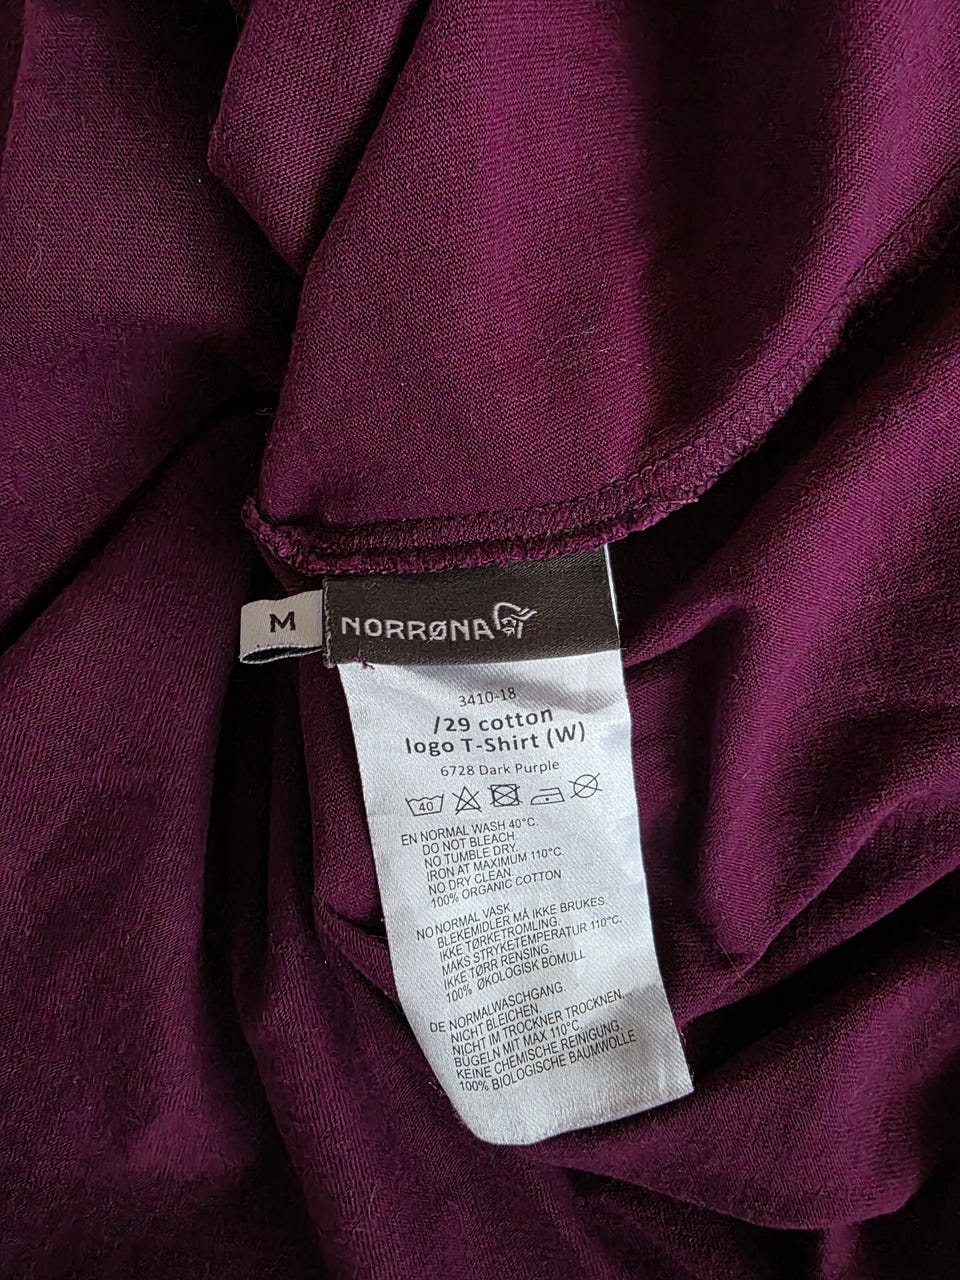 M
NORRØNA
3410-18
/29 cotton
logo T-Shirt (W)
6728 Dark Purple
40
EN NORMAL WASH 40°C.
DO NOT BLEACH.
NO TUMBLE DRY.
IRON AT MAXIMUM 110°C
NO DRY CLEAN.
100% ORGANIC COTTON
NO NORMAL VASK
BLEKEMIDLER MÅ IKKE BRUKES
IKKE TØRKETROMLING.
MAKS STRYKETEMPERATUR 110°C.
IKKE TØRR RENSING.
100% ØKOLOGISK BOMULL
DE NORMALWASCHGANG.
NICHT BLEICHEN.
NICHT IM TROCKNER TROCKNEN.
BÜGELN MIT MAX 110°C
KEINE CHEMISCHE REINIGUNG.
100% BIOLOGISCHE BAUMWOLLE